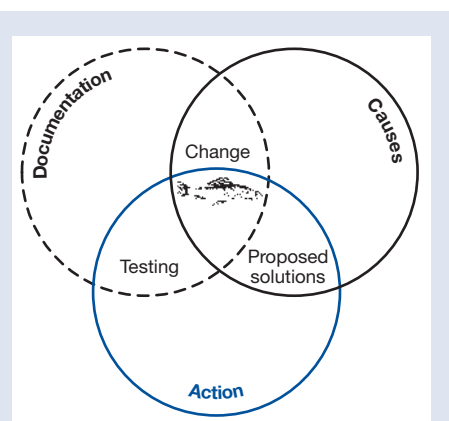 Documentation
Causes
Change
Testing
Proposed
solutions
Action